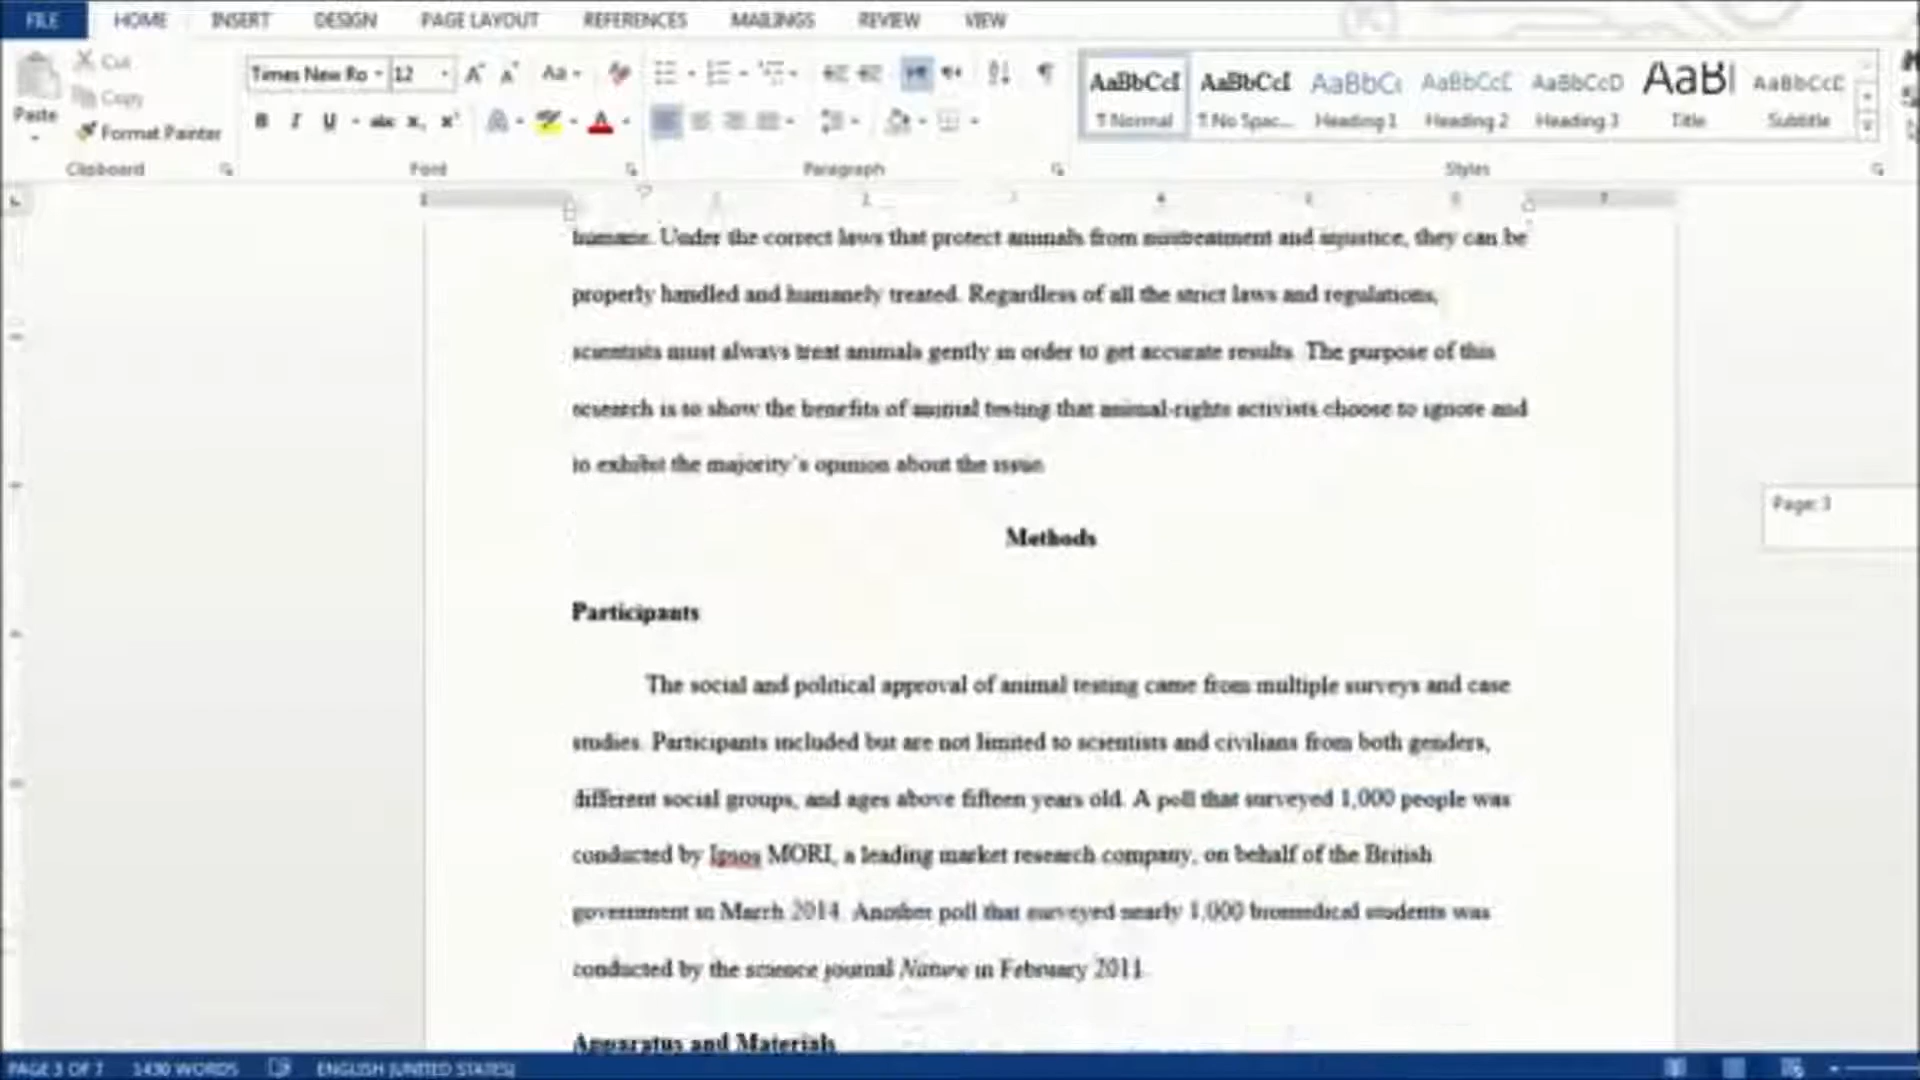 FILE HOME INSERT DESIGN PAGE LAYOUT REFERENCES MAILINGS REVIEW VIEW
Cut
Copy
Paste
Format Painter
Times New Ro 12
Aa
B I U abc x, x
A
AaBbCcI AaBbCcI AaBbC AaBbCcE AaBbCcD AaB AaBbCcE
¶ Normal ¶ No Spac... Heading 1 Heading 2 Heading 3 Title Subtitle
Clipboard Font Paragraph Styles
humane. Under the correct laws that protect animals from mistreatment and injustice, they can be
properly handled and humanely treated. Regardless of all the strict laws and regulations,
scientists must always treat animals gently in order to get accurate results. The purpose of this
research is to show the benefits of animal testing that animal-rights activists choose to ignore and
to exhibit the majority's opinion about the issue.
Methods
Page: 3
Participants
The social and political approval of animal testing came from multiple surveys and case
studies. Participants included but are not limited to scientists and civilians from both genders,
different social groups, and ages above fifteen years old. A poll that surveyed 1,000 people was
conducted by Ipsos MORI, a leading market research company, on behalf of the British
government in March 2014. Another poll that surveyed nearly 1,000 biomedical students was
conducted by the science journal Nature in February 2011.
Apparatus and Materials
PAGE 3 OF 7 1430 WORDS ENGLISH (UNITED STATES)